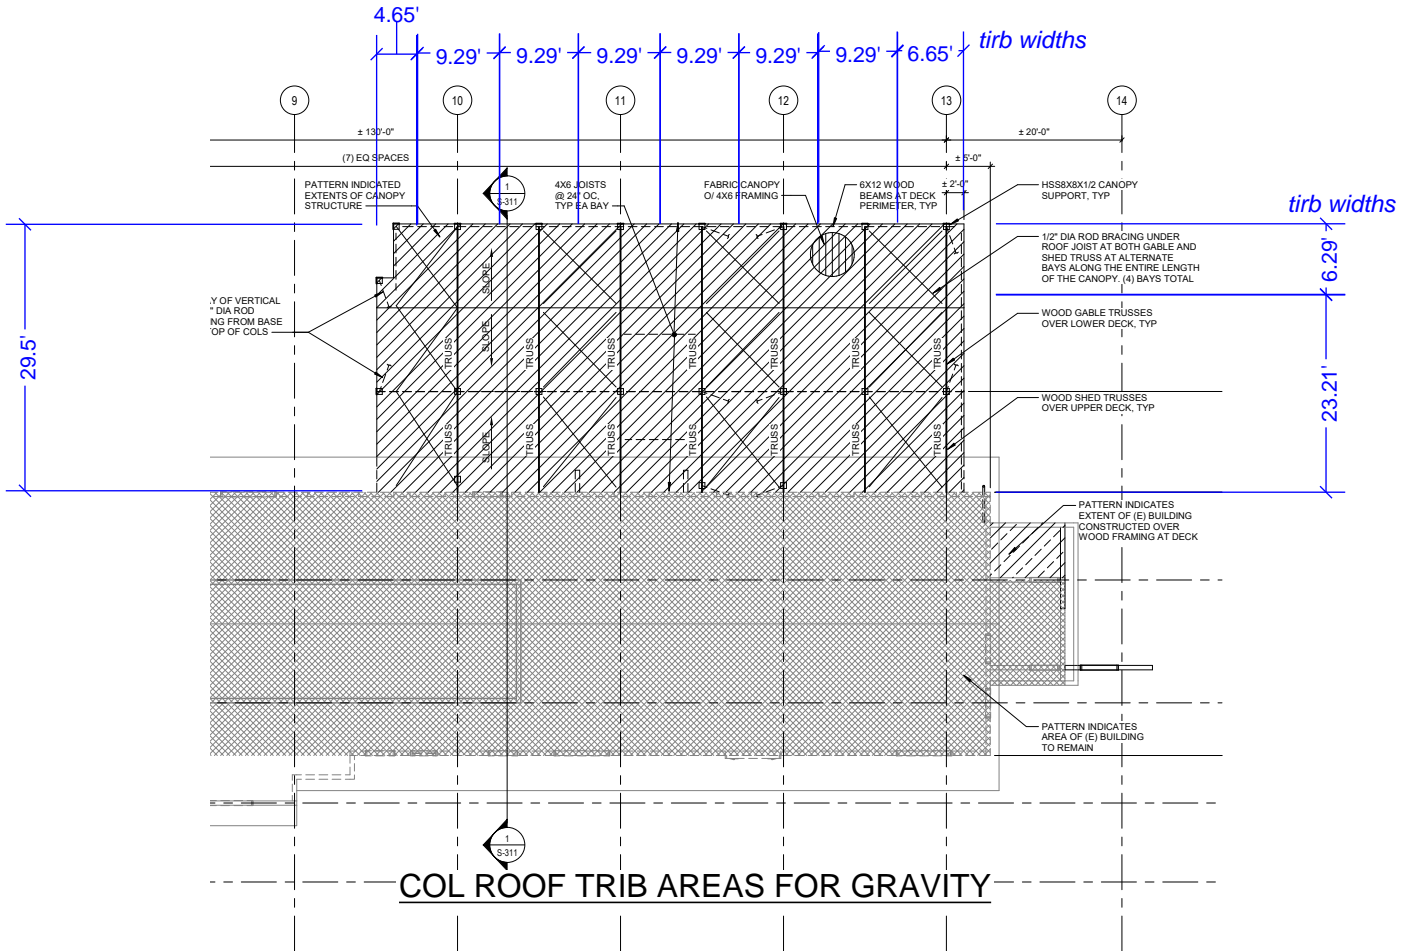 4.65'
9.29'
9.29'
9.29'
9.29'
9.29'
9.29'
6.65'
tirb widths
9
10
11
12
13
14
± 130'-0"
± 20'-0"
(7) EQ SPACES
± 5'-0"
± 2'-0"
PATTERN INDICATED
EXTENTS OF CANOPY
STRUCTURE
1
S-311
4X6 JOISTS
@ 24" OC,
TYP EA BAY
FABRIC CANOPY
O/ 4X6 FRAMING
6X12 WOOD
BEAMS AT DECK
PERIMETER, TYP
HSS8X8X1/2 CANOPY
SUPPORT, TYP
tirb widths
1/2" DIA ROD BRACING UNDER
ROOF JOIST AT BOTH GABLE AND
SHED TRUSS AT ALTERNATE
BAYS ALONG THE ENTIRE LENGTH
OF THE CANOPY. (4) BAYS TOTAL
6.29'
SLOPE
Y OF VERTICAL
" DIA ROD
NG FROM BASE
OP OF COLS
WOOD GABLE TRUSSES
OVER LOWER DECK, TYP
29.5'
TRUSS
SLOPE
TRUSS
TRUSS
TRUSS
TRUSS
TRUSS
TRUSS
23.21'
WOOD SHED TRUSSES
OVER UPPER DECK, TYP
TRUSS
SLOPE
TRUSS
TRUSS
TRUSS
TRUSS
TRUSS
TRUSS
PATTERN INDICATES
EXTENT OF (E) BUILDING
CONSTRUCTED OVER
WOOD FRAMING AT DECK
PATTERN INDICATES
AREA OF (E) BUILDING
TO REMAIN
1
S-311
COL ROOF TRIB AREAS FOR GRAVITY